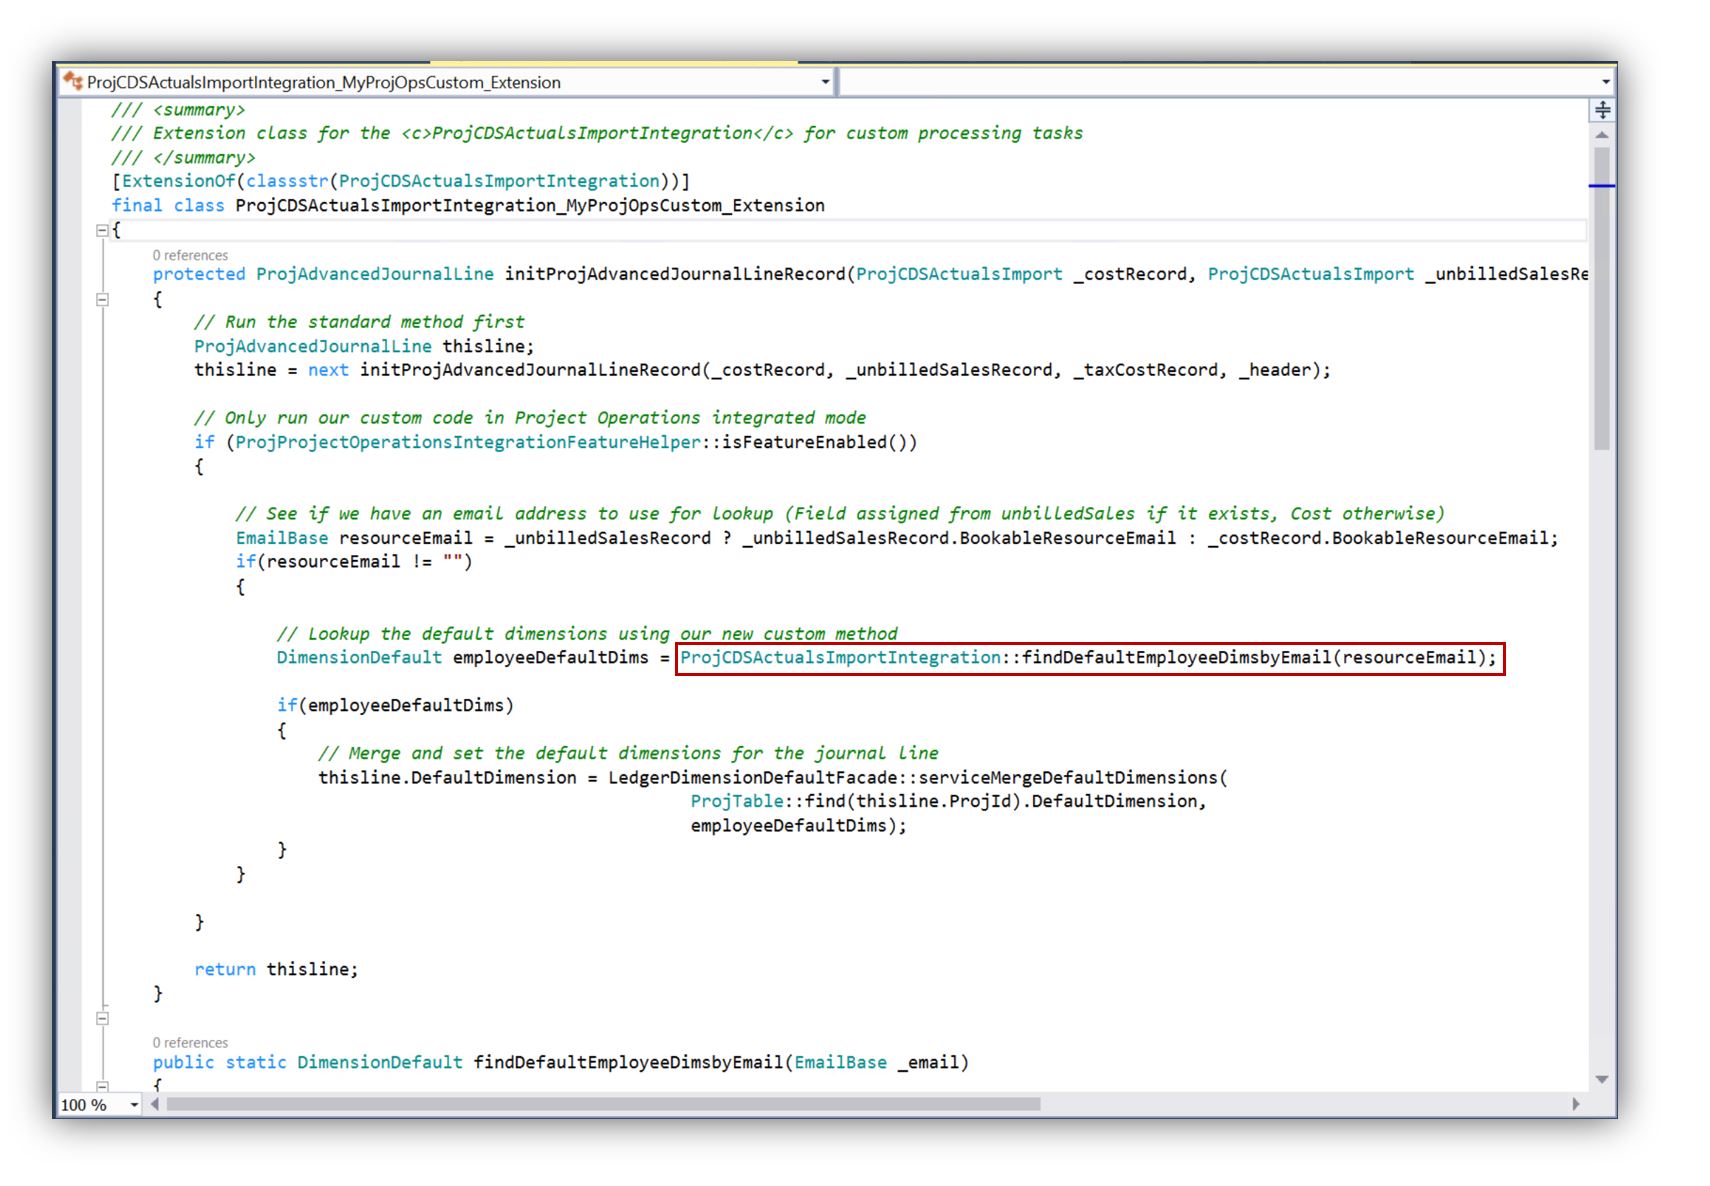 ProjCDSActualsImportIntegration_MyProjOpsCustom_Extension
/// <summary>
/// Extension class for the <c>ProjCDSActualsImportIntegration</c> for custom processing tasks
/// </summary>
[ExtensionOf(classstr(ProjCDSActualsImportIntegration))]
final class ProjCDSActualsImportIntegration_MyProjOpsCustom_Extension
{
0 references
protected ProjAdvancedJournalLine initProjAdvancedJournalLineRecord(ProjCDSActualsImport _costRecord, ProjCDSActualsImport _unbilledSalesRe
{
// Run the standard method first
ProjAdvancedJournalLine thisline;
thisline = next initProjAdvancedJournalLineRecord(_costRecord, _unbilledSalesRecord, _taxCostRecord, _header);
// Only run our custom code in Project Operations integrated mode
if (ProjProjectOperationsIntegrationFeatureHelper::isFeatureEnabled())
{
// See if we have an email address to use for lookup (Field assigned from unbilledSales if it exists, Cost otherwise)
EmailBase resourceEmail = _unbilledSalesRecord ? _unbilledSalesRecord.BookableResourceEmail : _costRecord.BookableResourceEmail;
if(resourceEmail != "")
{
// Lookup the default dimensions using our new custom method
DimensionDefault employeeDefaultDims = ProjCDSActualsImportIntegration::findDefaultEmployeeDimsbyEmail(resourceEmail);
if(employeeDefaultDims)
{
// Merge and set the default dimensions for the journal line
thisline.DefaultDimension = LedgerDimensionDefaultFacade::serviceMergeDefaultDimensions(
ProjTable::find(thisline.ProjId).DefaultDimension,
employeeDefaultDims);
}
}
}
return thisline;
}
0 references
public static DimensionDefault findDefaultEmployeeDimsbyEmail(EmailBase _email)
{
100 %